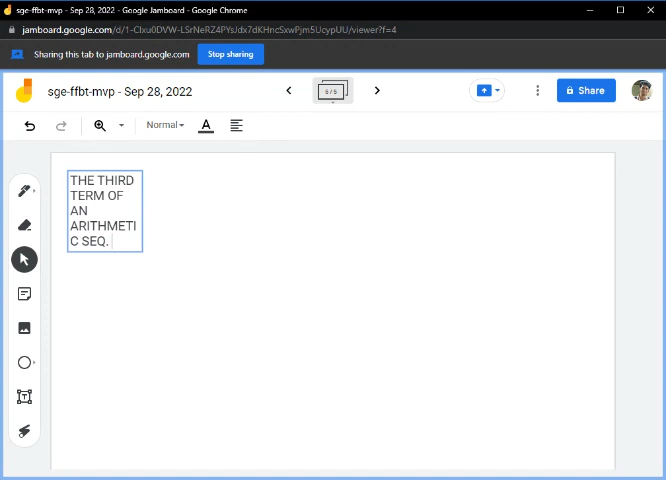 sge-ffbt-mvp - Sep 28, 2022 - Google Jamboard - Google Chrome
jamboard.google.com/d/1-CIxu0DVW-LSrNeRZ4PYsJdx7dKHncSxwPjm5UcypUU/viewer?f=4
Sharing this tab to jamboard.google.com
Stop sharing
sge-ffbt-mvp - Sep 28, 2022
5/5
Share
Normal
A
THE THIRD
TERM OF
AN
ARITHMETI
C SEQ.
T